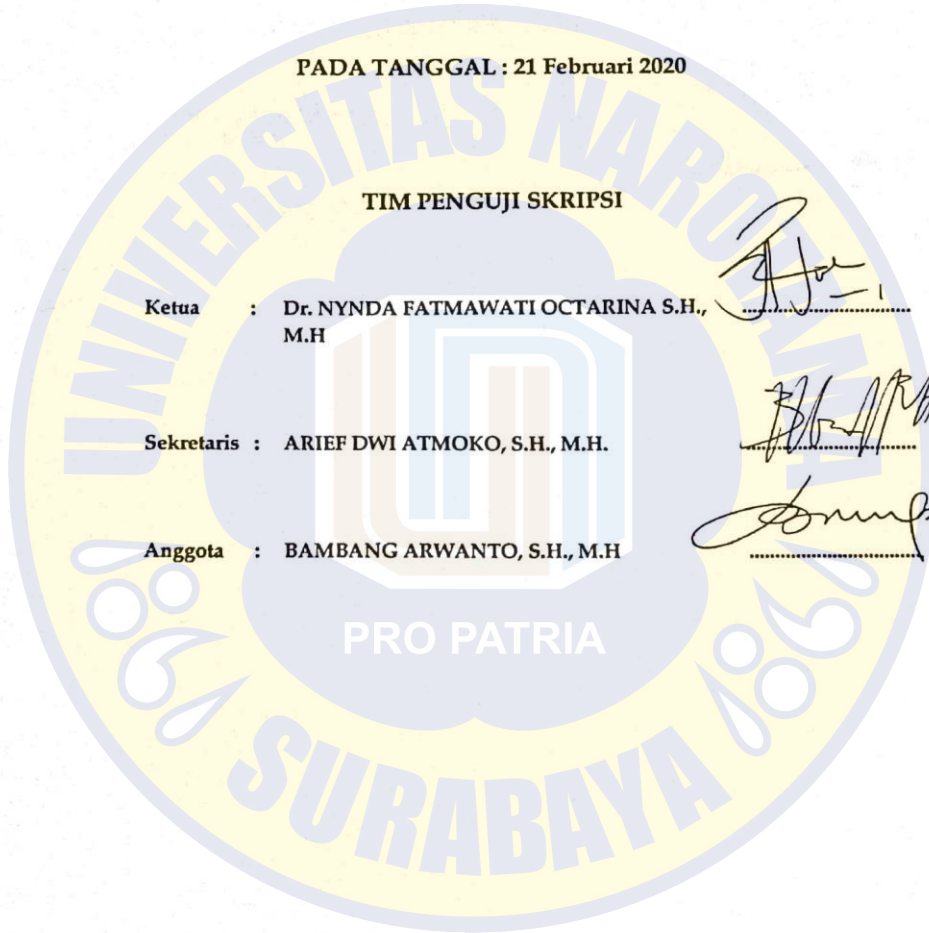 PADA TANGGAL : 21 Februari 2020
TIM PENGUJI SKRIPSI
Ketua : Dr. NYNDA FATMAWATI OCTARINA S.H.,
M.H
Sekretaris : ARIEF DWI ATMOKO, S.H., M.H.
Anggota : BAMBANG ARWANTO, S.H., M.H
UNIVERSITAS NAROTAMA
PRO PATRIA
SURABAYA